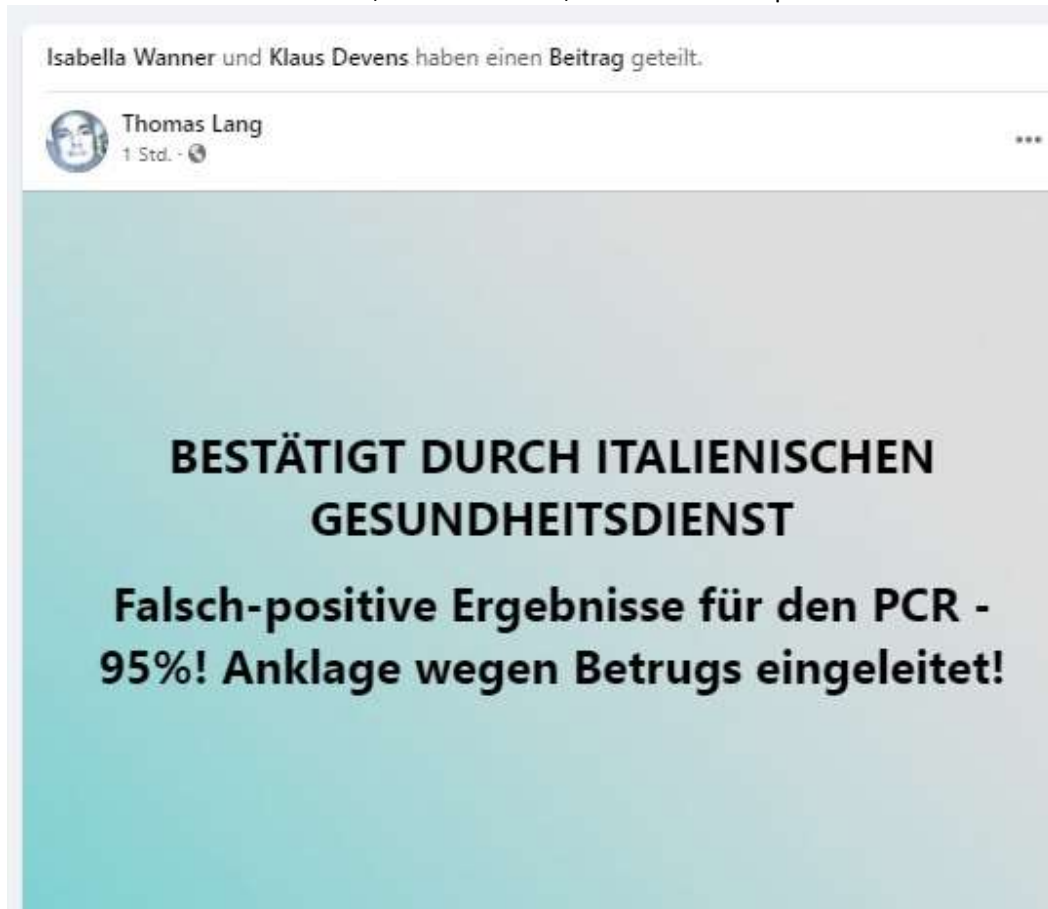 Isabella Wanner und Klaus Devens haben einen Beitrag geteilt.
Thomas Lang
1 Std. ·
BESTÄTIGT DURCH ITALIENISCHEN
GESUNDHEITSDIENST
Falsch-positive Ergebnisse für den PCR -
95%! Anklage wegen Betrugs eingeleitet!